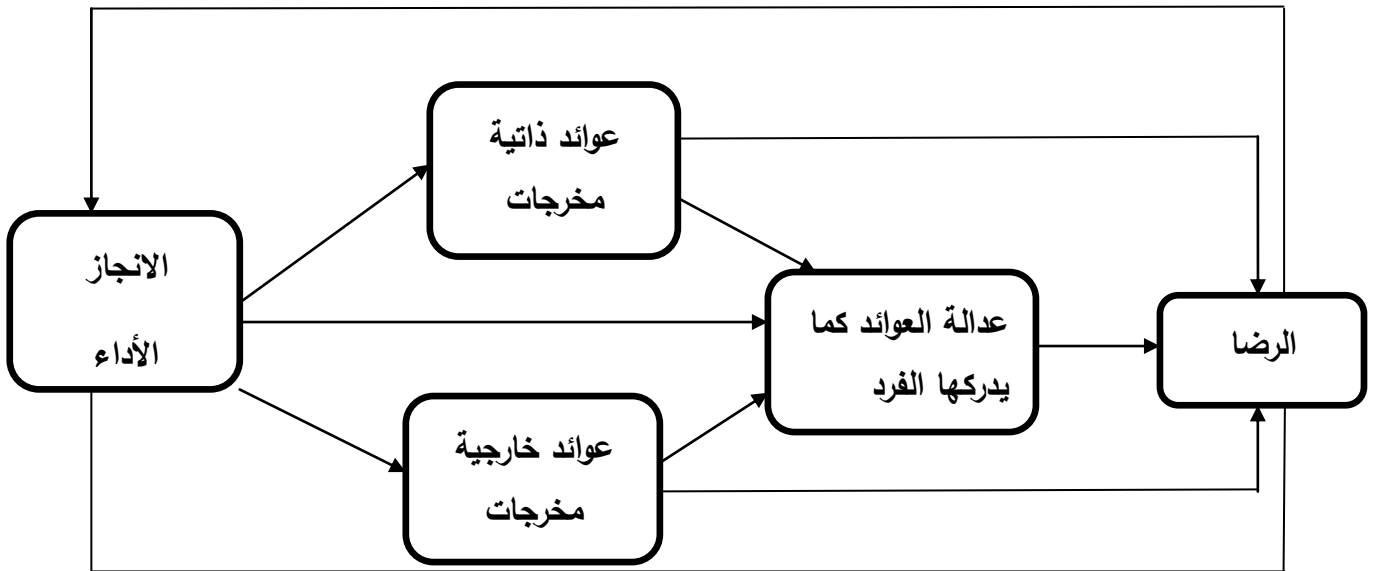 عوائد ذاتية
مخرجات
الانجاز
الأداء
عدالة العوائد كما
يدركها الفرد
الرضا
عوائد خارجية
مخرجات